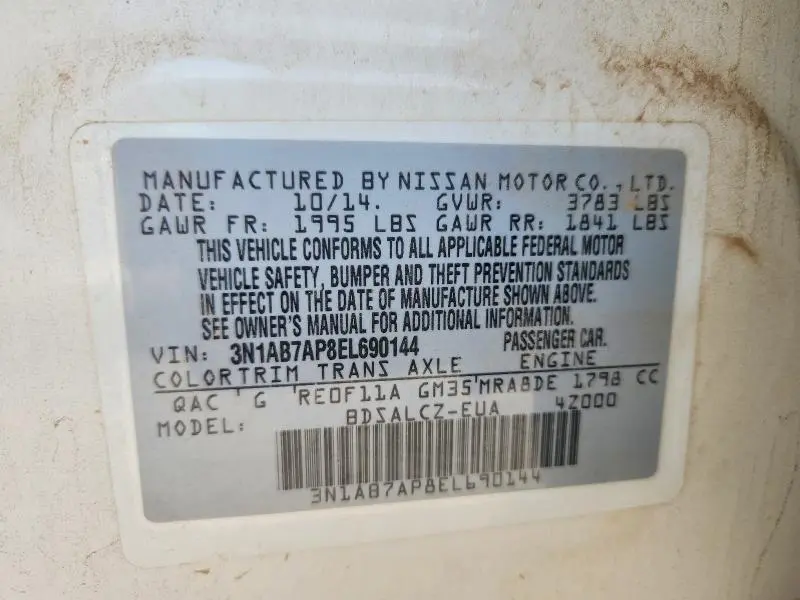 MANUFACTURED BY NISSAN MOTOR CO., LTD.
DATE: 10/14. GVWR: 3783 LBS
GAWR FR: 1995 LBS GAWR RR: 1841 LBS
THIS VEHICLE CONFORMS TO ALL APPLICABLE FEDERAL MOTOR
VEHICLE SAFETY, BUMPER AND THEFT PREVENTION STANDARDS
IN EFFECT ON THE DATE OF MANUFACTURE SHOWN ABOVE.
SEE OWNER'S MANUAL FOR ADDITIONAL INFORMATION.
VIN: 3N1AB7AP8EL690144 PASSENGER CAR.
COLOR TRIM TRANS AXLE ENGINE
QAC G RE0F11A GM35 MRA8DE 1798 CC
MODEL: BDSALCZ-EUA 4Z000
3N1AB7AP8EL690144